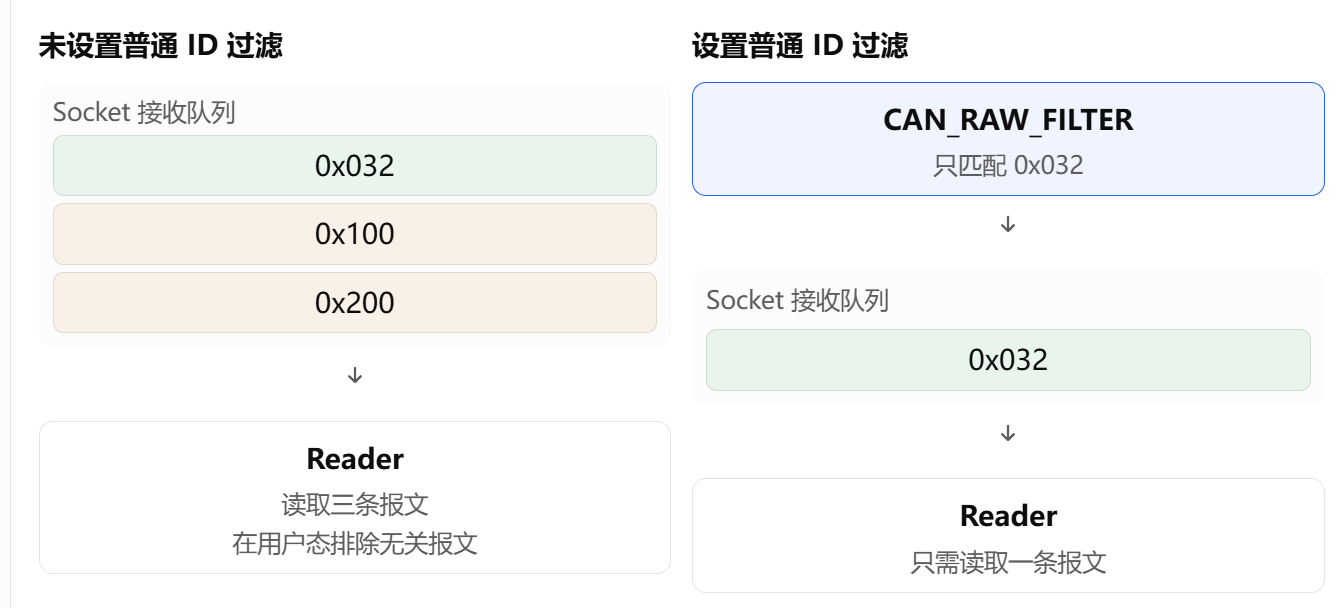 未设置普通 ID 过滤
Socket 接收队列
0x032
0x100
0x200
↓
Reader
读取三条报文
在用户态排除无关报文
设置普通 ID 过滤
CAN_RAW_FILTER
只匹配 0x032
↓
Socket 接收队列
0x032
↓
Reader
只需读取一条报文